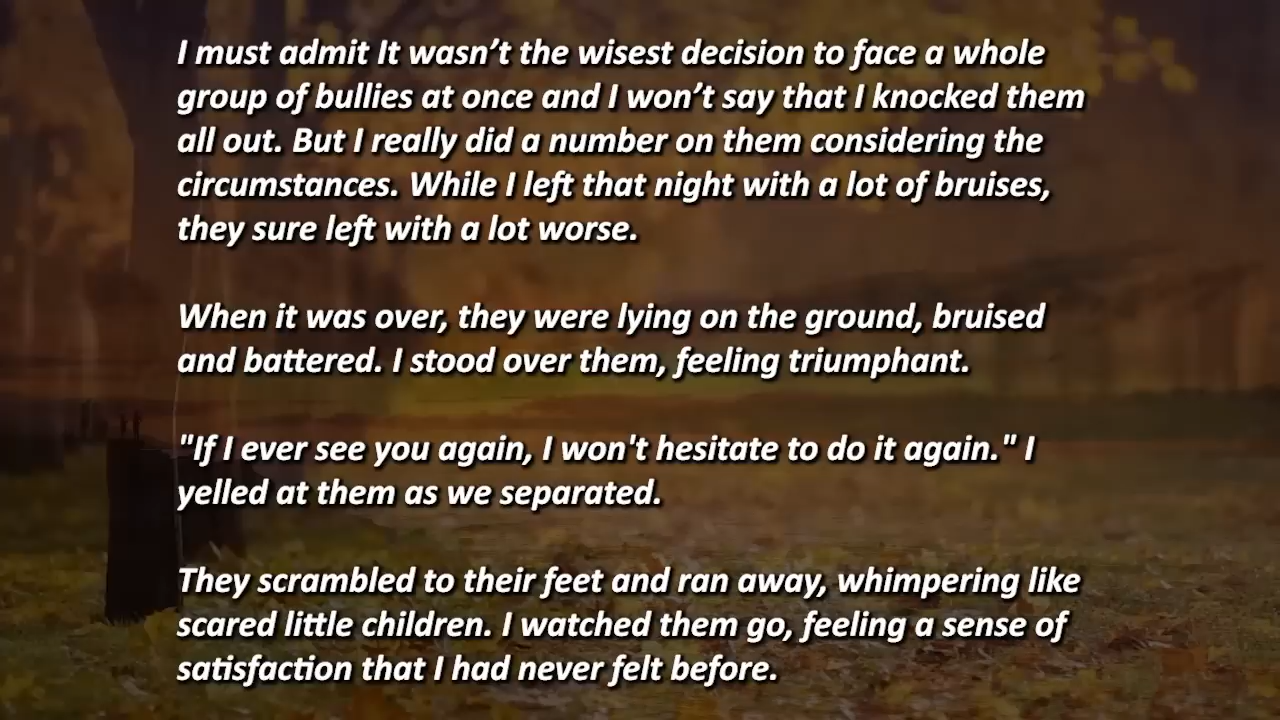 I must admit It wasn’t the wisest decision to face a whole
group of bullies at once and I won’t say that I knocked them
all out. But I really did a number on them considering the
circumstances. While I left that night with a lot of bruises,
they sure left with a lot worse.
When it was over, they were lying on the ground, bruised
and battered. I stood over them, feeling triumphant.
"If I ever see you again, I won't hesitate to do it again." I
yelled at them as we separated.
They scrambled to their feet and ran away, whimpering like
scared little children. I watched them go, feeling a sense of
satisfaction that I had never felt before.